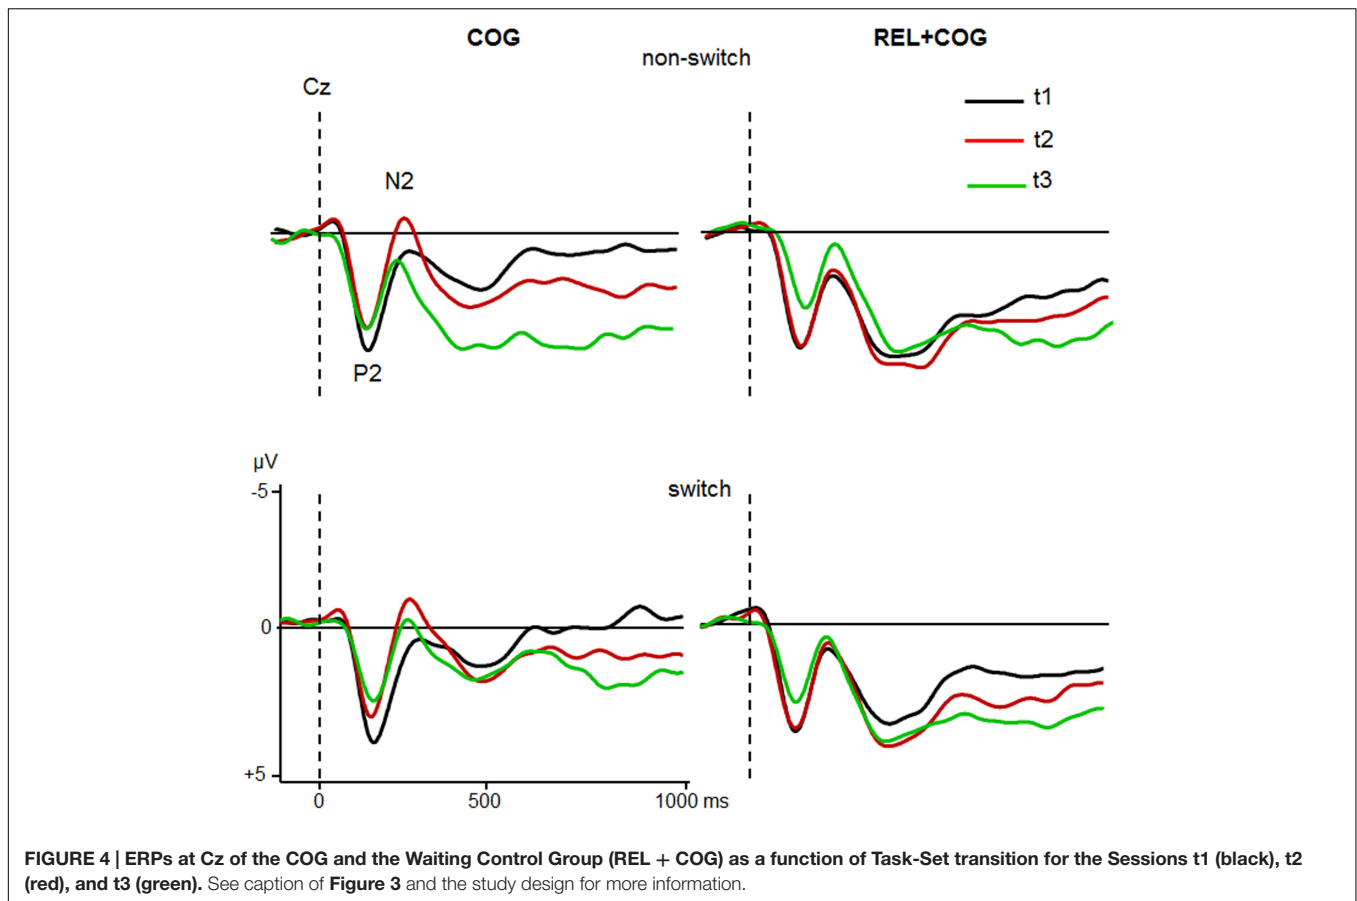 COG
REL+COG
non-switch
Cz
t1
t2
t3
N2
P2
µV
-5
switch
0
+5
0
500
1000 ms
FIGURE 4 | ERPs at Cz of the COG and the Waiting Control Group (REL + COG) as a function of Task-Set transition for the Sessions t1 (black), t2
(red), and t3 (green). See caption of Figure 3 and the study design for more information.